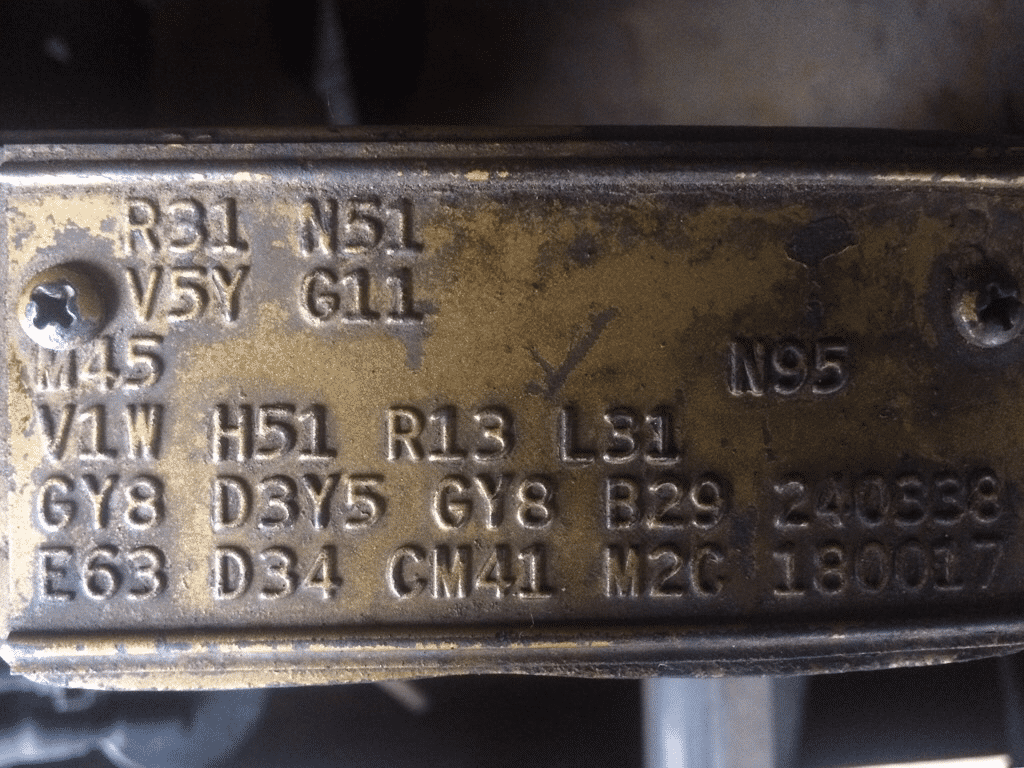 R31 N51
V5Y G11
M45 N95
V1W H51 R13 L31
GY8 D3Y5 GY8 B29 240338
E63 D34 CM41 M2C 180017